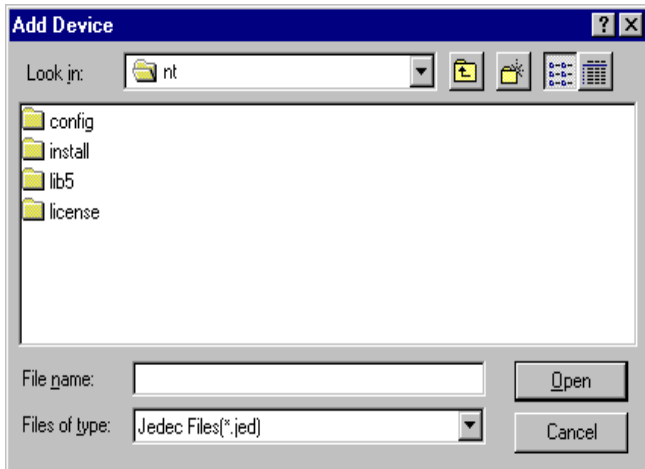 Add Device
Look in: nt
config
install
lib5
license
File name:
Open
Files of type: Jedec Files(*.jed)
Cancel